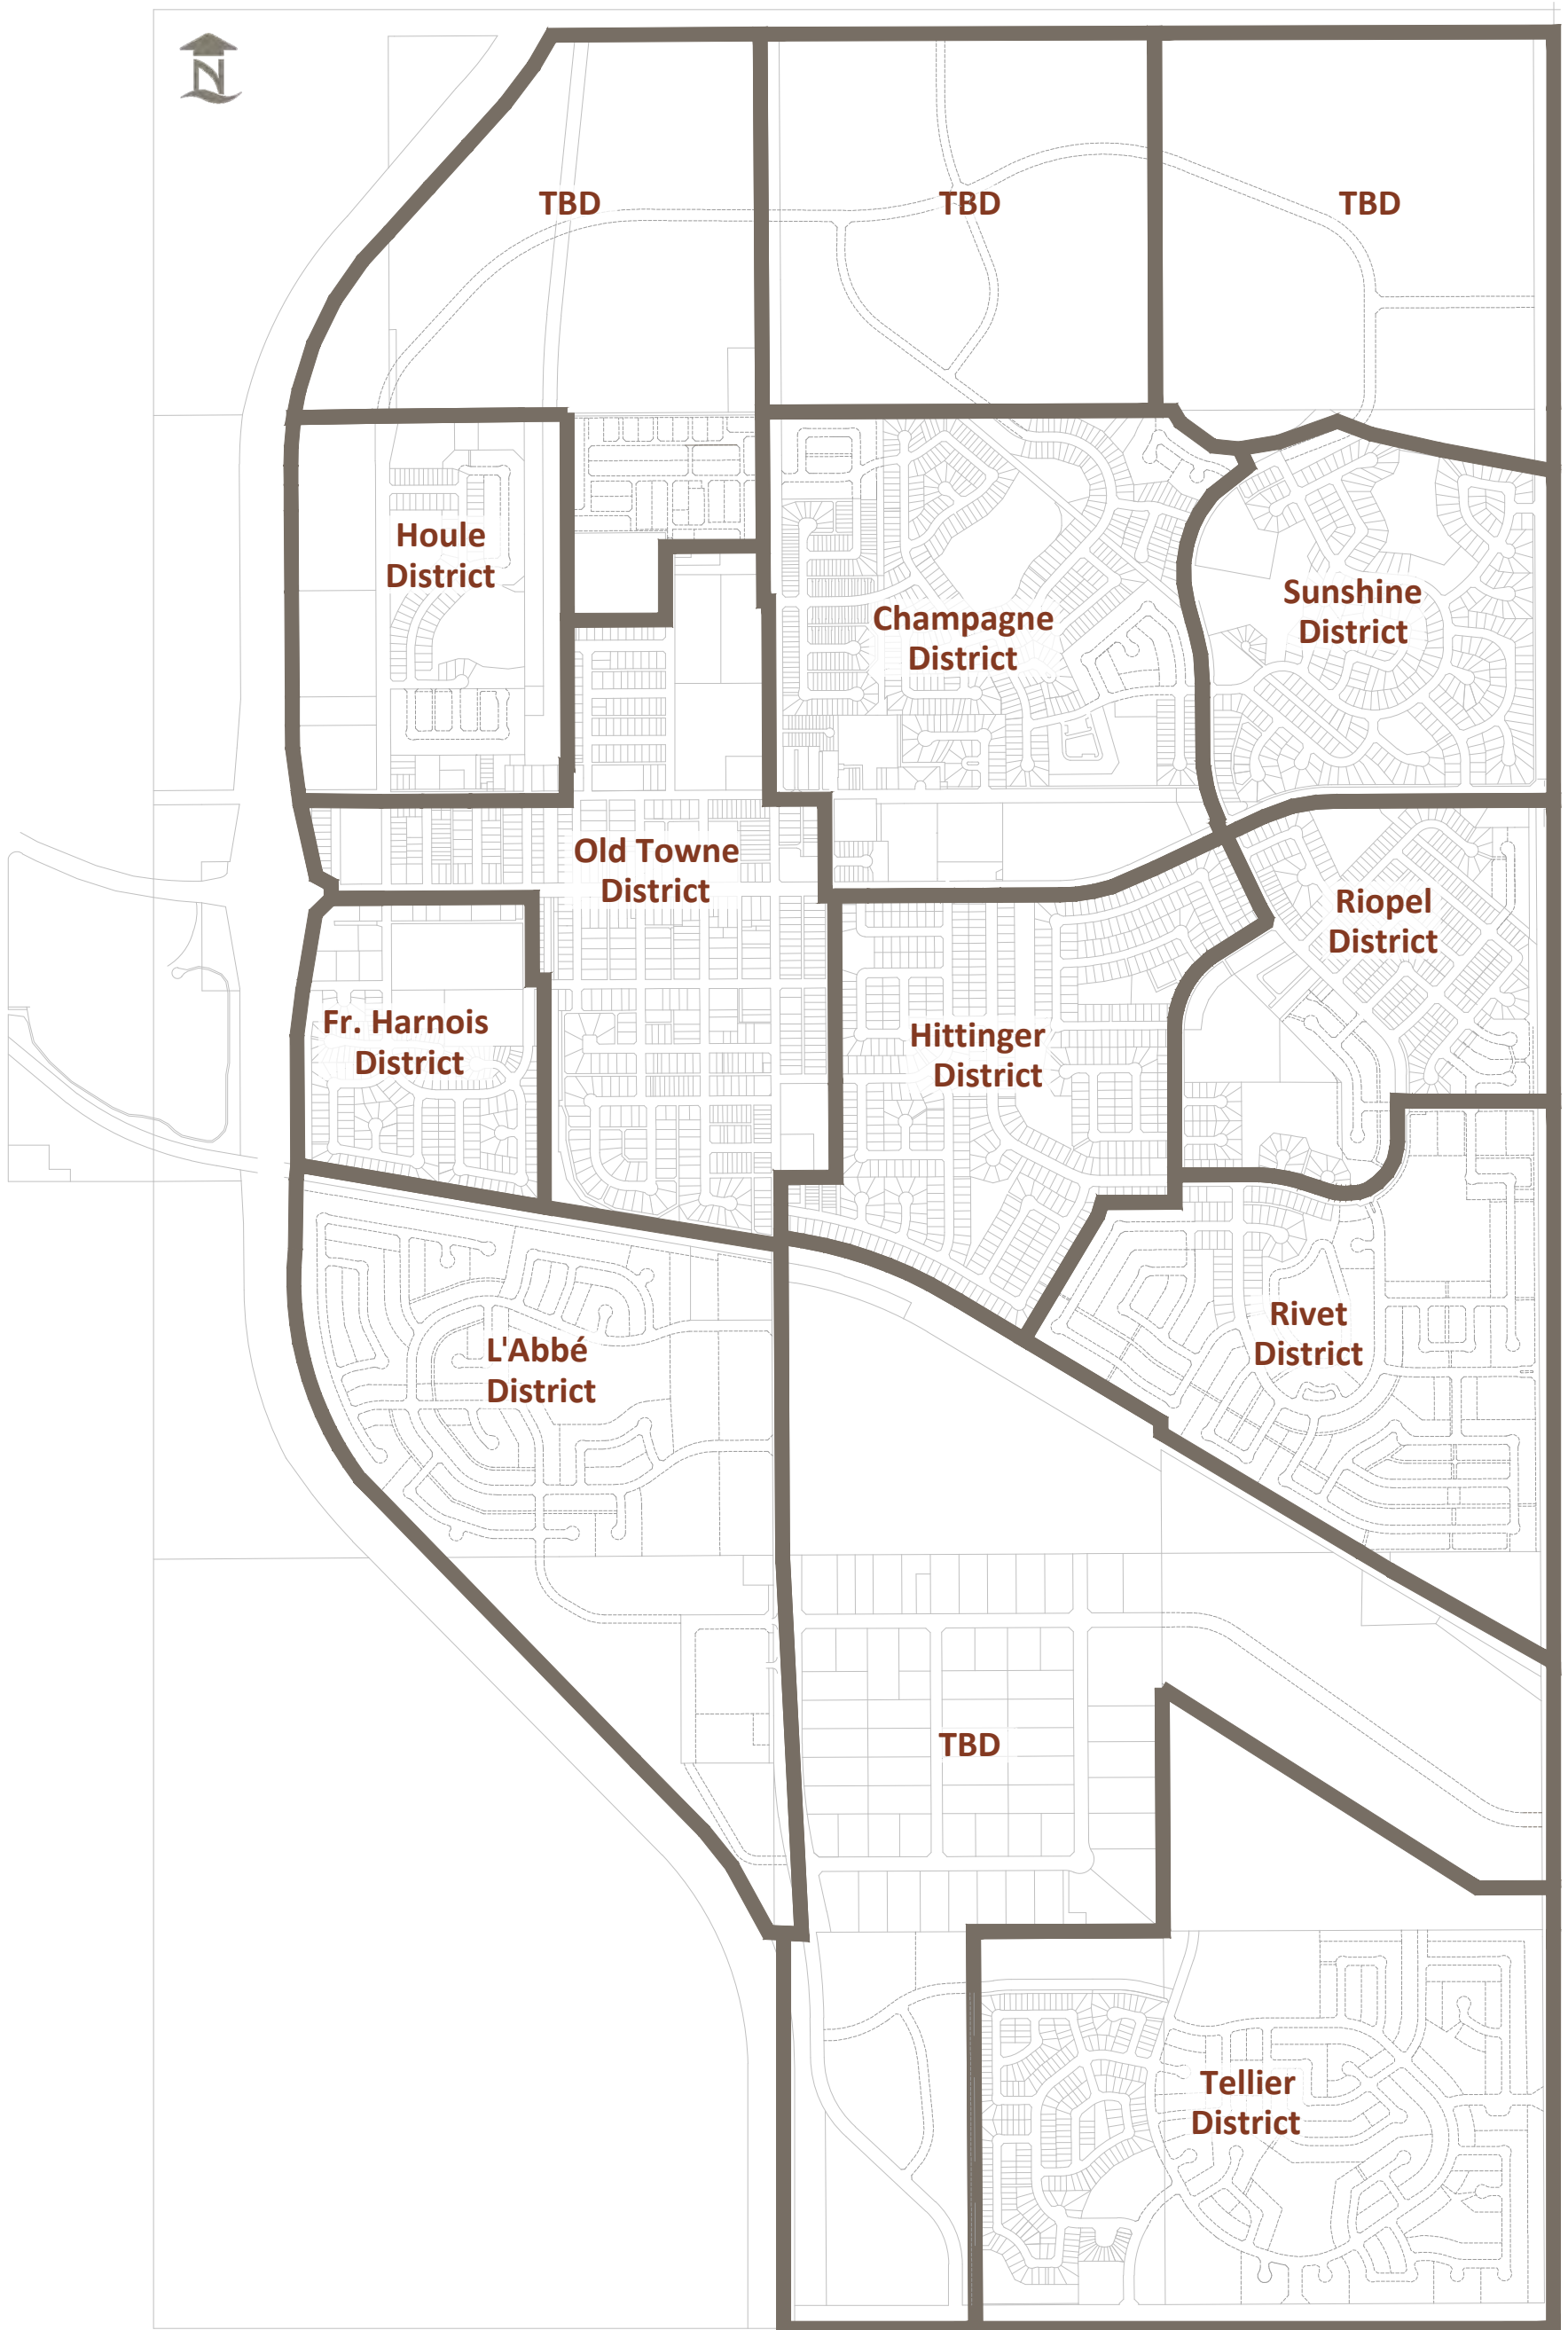 N
TBD
TBD
TBD
Houle
District
Sunshine
District
Champagne
District
Old Towne
District
Riopel
District
Fr. Harnois
District
Hittinger
District
Rivet
District
L'Abbé
District
TBD
Tellier
District